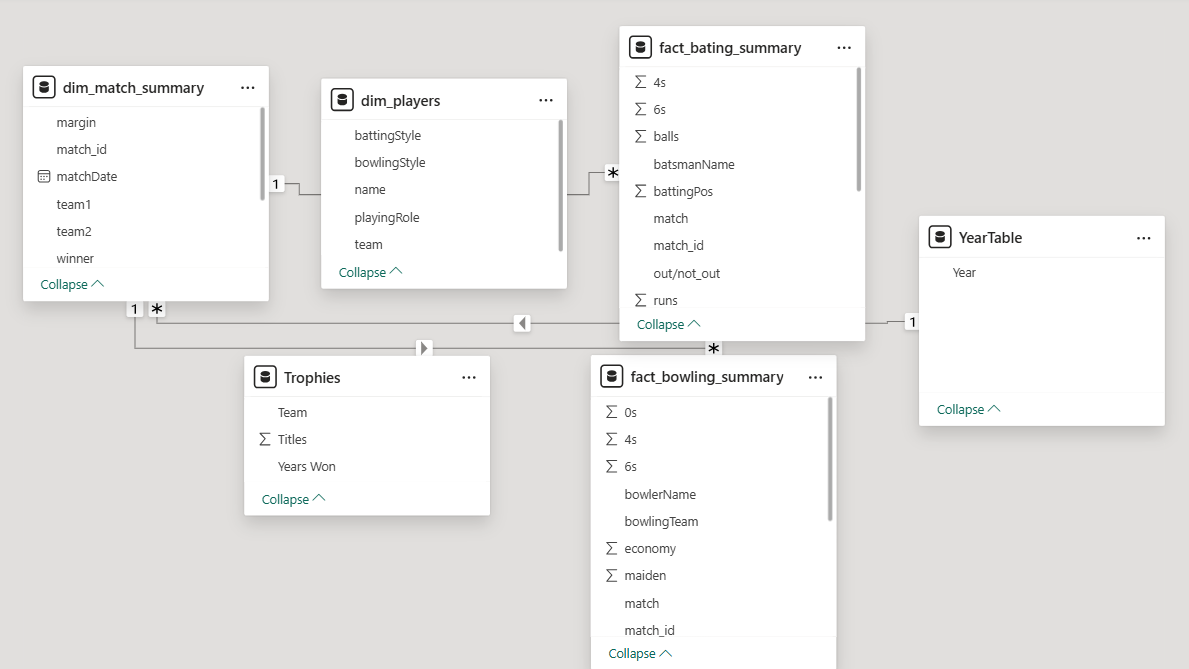 dim_match_summary
margin
match_id
matchDate
team1
team2
winner
Collapse
1
1
*
dim_players
battingStyle
bowlingStyle
name
playingRole
team
Collapse
*
fact_bating_summary
4s
6s
balls
batsmanName
battingPos
match
match_id
out/not_out
runs
Collapse
1
YearTable
Year
Collapse
Trophies
Team
Titles
Years Won
Collapse
*
fact_bowling_summary
0s
4s
6s
bowlerName
bowlingTeam
economy
maiden
match
match_id
Collapse